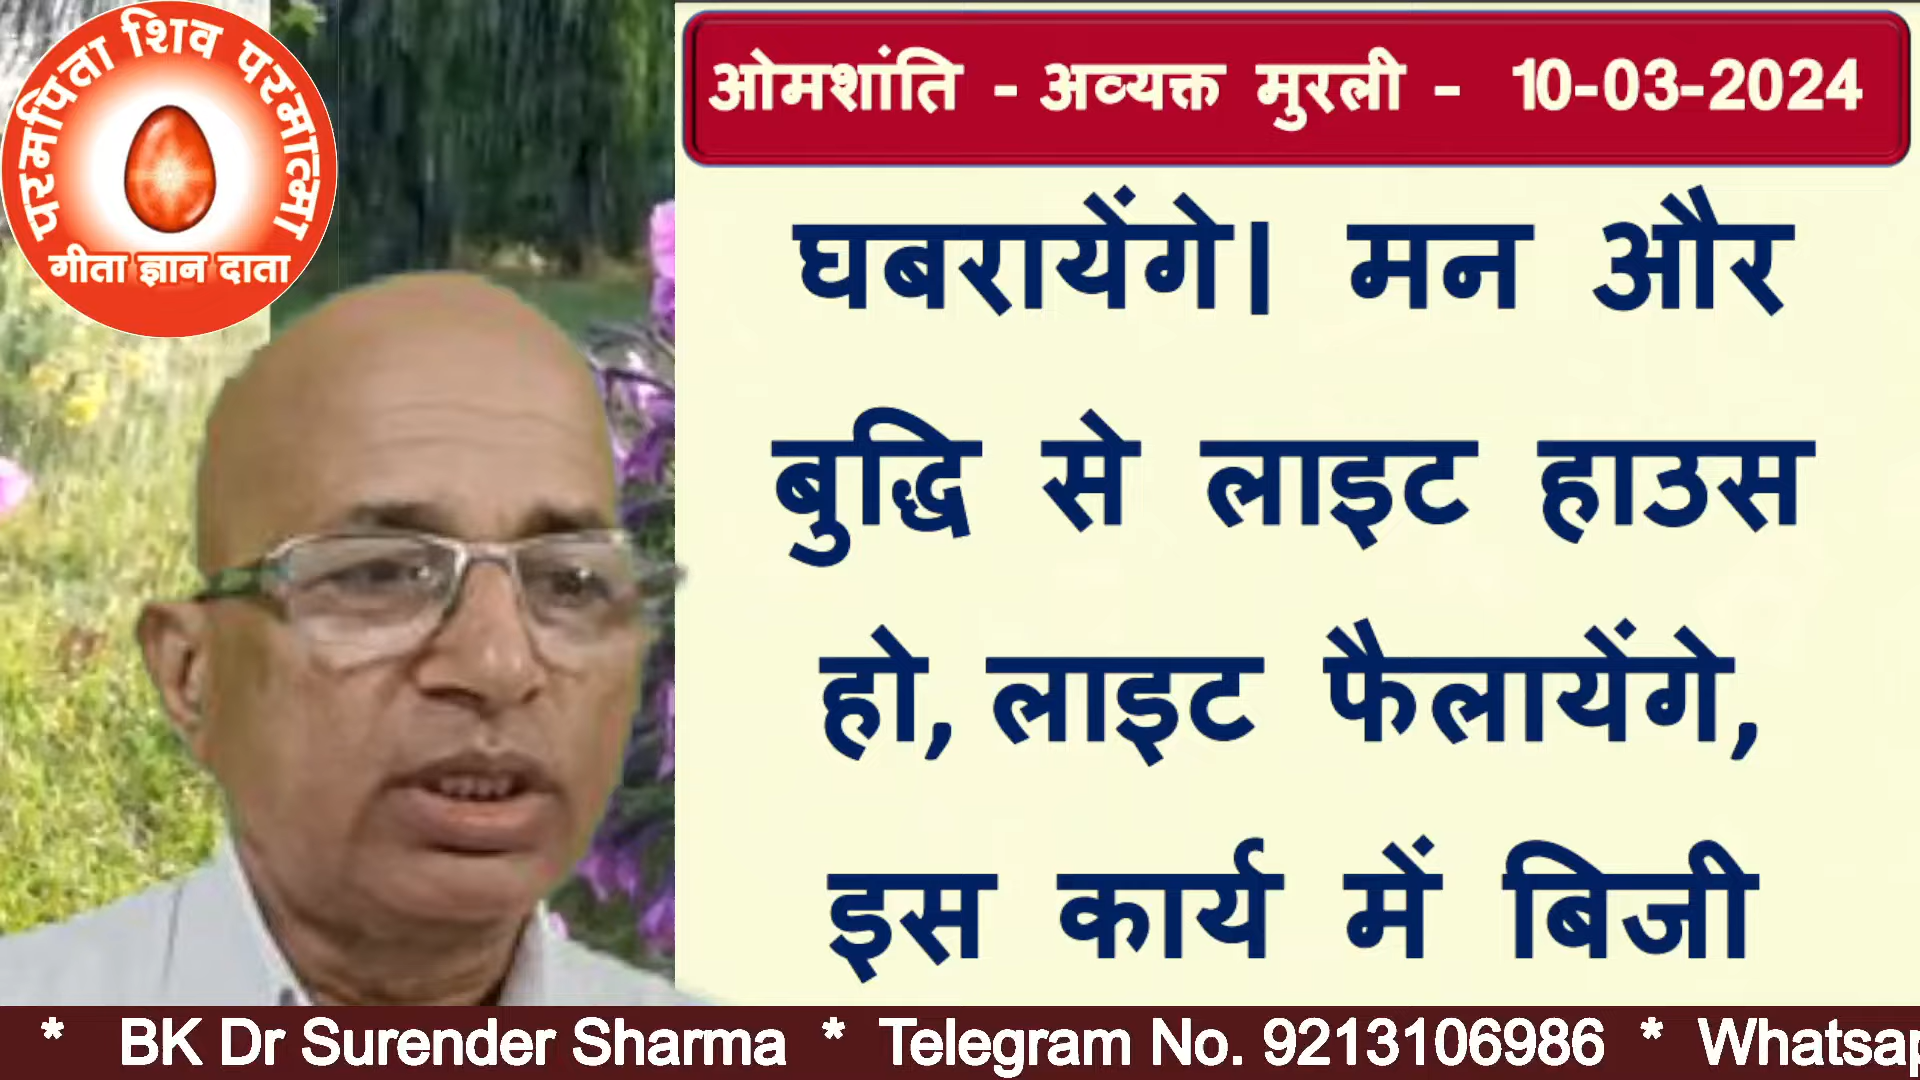 परमपिता शिव परमात्मा
गीता ज्ञान दाता
ओमशांति - अव्यक्त मुरली - 10-03-2024
घबरायेंगे। मन और
बुद्धि से लाइट हाउस
हो, लाइट फैलायेंगे,
इस कार्य में बिजी
* BK Dr Surender Sharma * Telegram No. 9213106986 * Whatsap